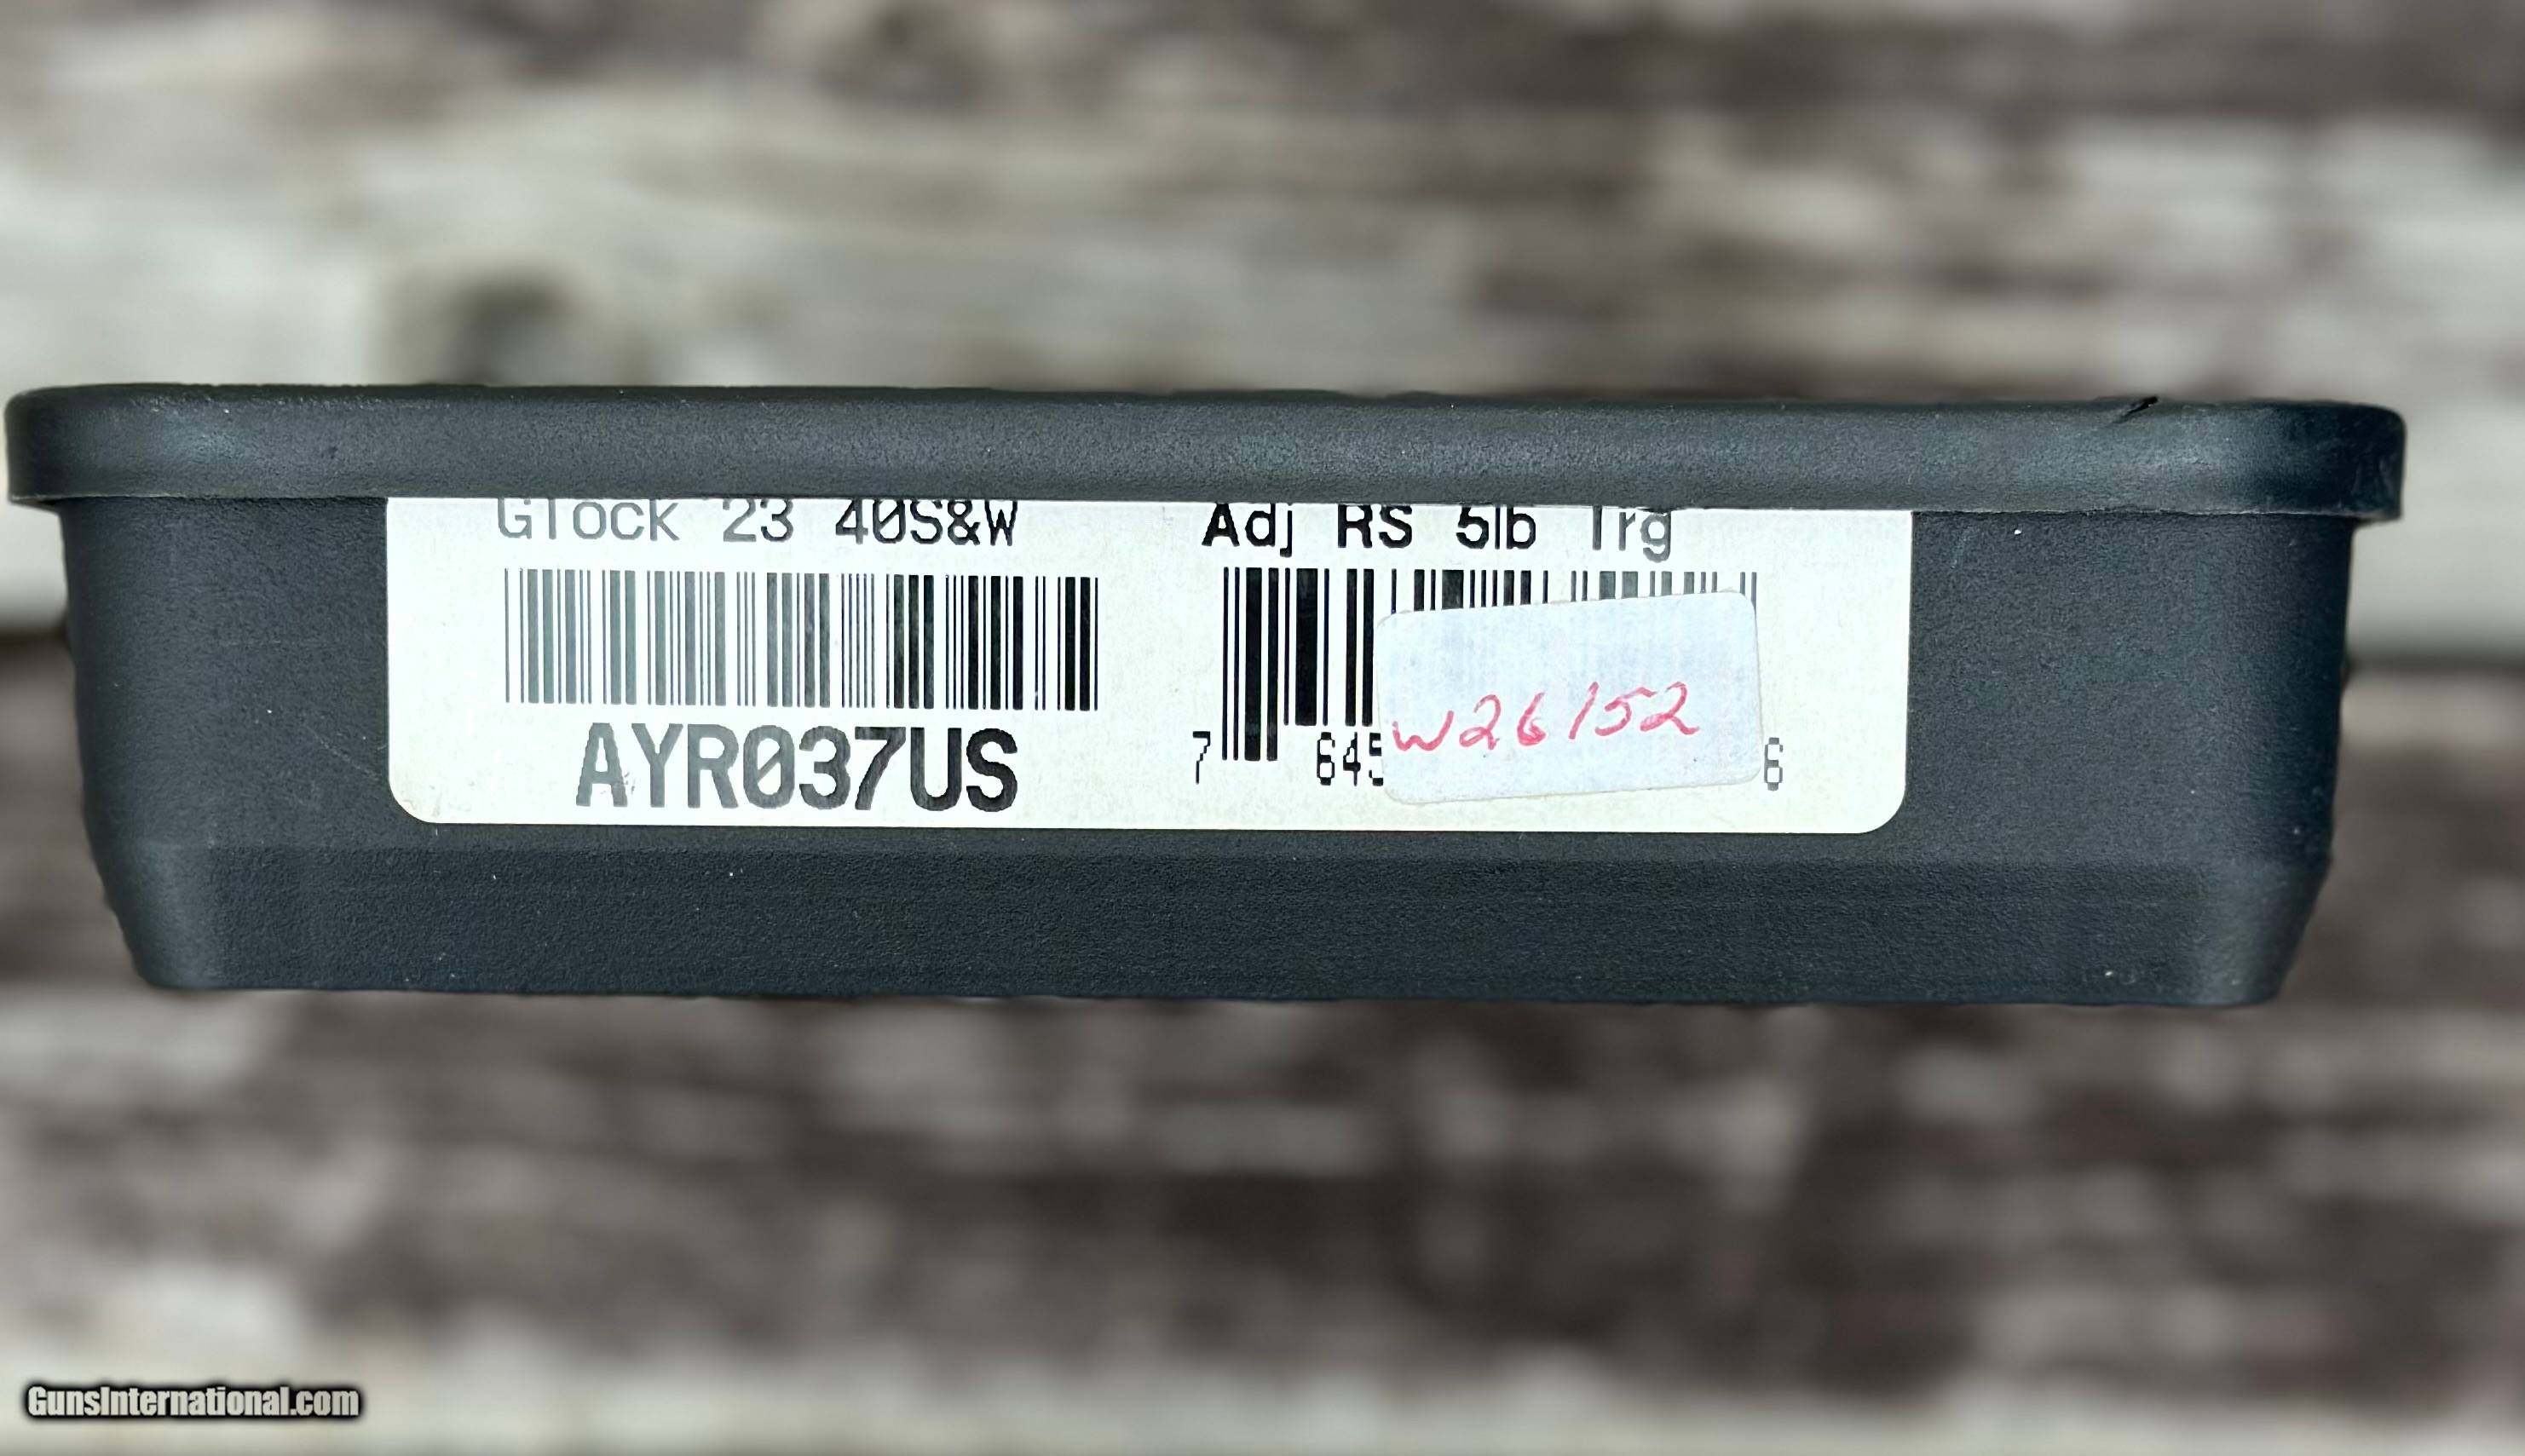 Glock 23 40S&W Adj RS 5lb Trg
AYR037US
7 645 6
W26152
GunsInternational.com